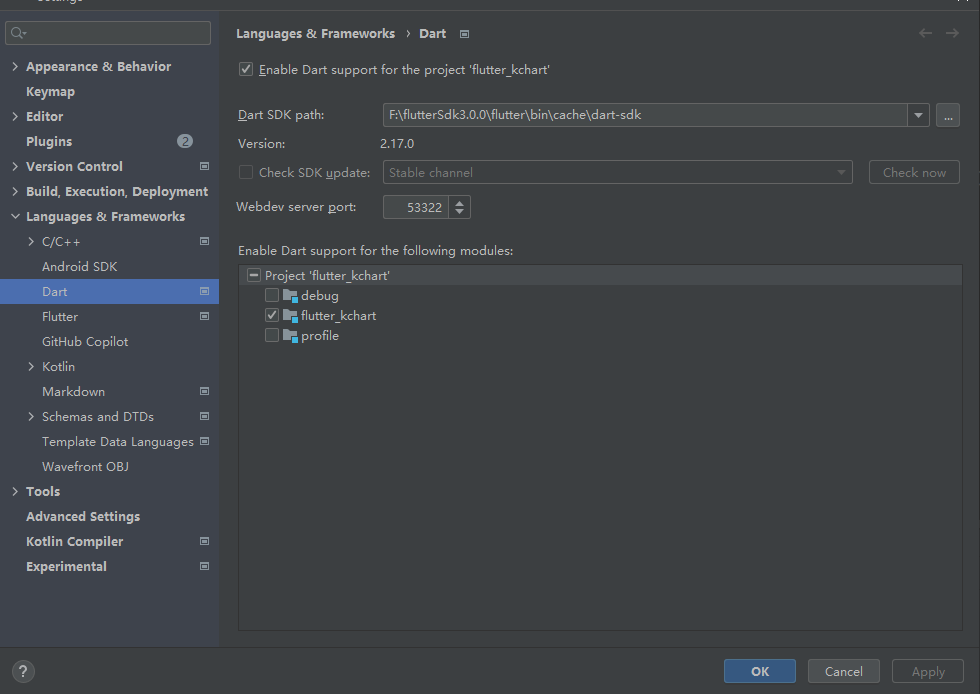 Settings
Appearance & Behavior
Keymap
Editor
Plugins 2
Version Control
Build, Execution, Deployment
Languages & Frameworks
C/C++
Android SDK
Dart
Flutter
GitHub Copilot
Kotlin
Markdown
Schemas and DTDs
Template Data Languages
Wavefront OBJ
Tools
Advanced Settings
Kotlin Compiler
Experimental
?
Languages & Frameworks › Dart
Enable Dart support for the project 'flutter_kchart'
Dart SDK path: F:\flutterSdk3.0.0\flutter\bin\cache\dart-sdk ...
Version: 2.17.0
Check SDK update: Stable channel Check now
Webdev server port: 53322
Enable Dart support for the following modules:
Project 'flutter_kchart'
debug
flutter_kchart
profile
OK Cancel Apply